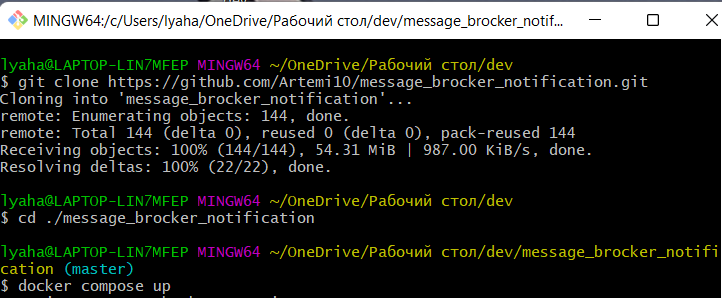 MINGW64:/c/Users/lyaha/OneDrive/Рабочий стол/dev/message_brocker_notif...
lyaha@LAPTOP-LIN7MFEP MINGW64 ~/OneDrive/Рабочий стол/dev
$ git clone https://github.com/Artemi10/message_brocker_notification.git
Cloning into 'message_brocker_notification'...
remote: Enumerating objects: 144, done.
remote: Total 144 (delta 0), reused 0 (delta 0), pack-reused 144
Receiving objects: 100% (144/144), 54.31 MiB | 987.00 KiB/s, done.
Resolving deltas: 100% (22/22), done.
lyaha@LAPTOP-LIN7MFEP MINGW64 ~/OneDrive/Рабочий стол/dev
$ cd ./message_brocker_notification
lyaha@LAPTOP-LIN7MFEP MINGW64 ~/OneDrive/Рабочий стол/dev/message_brocker_notifi
cation (master)
$ docker compose up